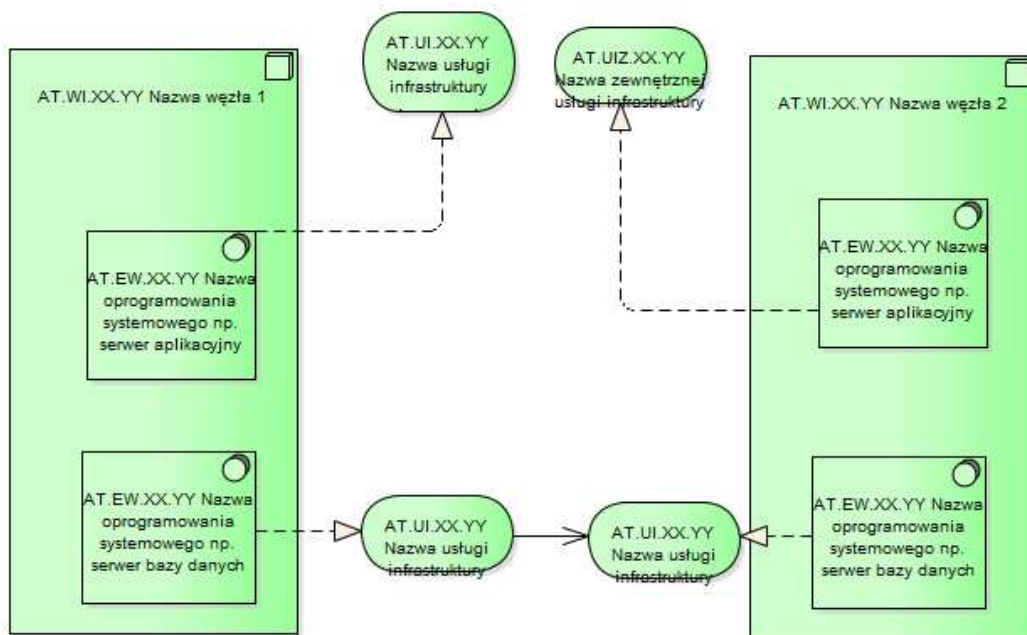 AT.UI.XX.YY
Nazwa usługi
infrastruktury
AT.UIZ.XX.YY
Nazwa zewnętrznej
usługi infrastruktury
AT.WI.XX.YY Nazwa węzła 1
AT.WI.XX.YY Nazwa węzła 2
AT.EW.XX.YY Nazwa
oprogramowania
systemowego np.
serwer aplikacyjny
AT.EW.XX.YY Nazwa
oprogramowania
systemowego np.
serwer aplikacyjny
AT.EW.XX.YY Nazwa
oprogramowania
systemowego np.
serwer bazy danych
AT.UI.XX.YY
Nazwa usługi
infrastruktury
AT.UI.XX.YY
Nazwa usługi
infrastruktury
AT.EW.XX.YY Nazwa
oprogramowania
systemowego np.
serwer bazy danych